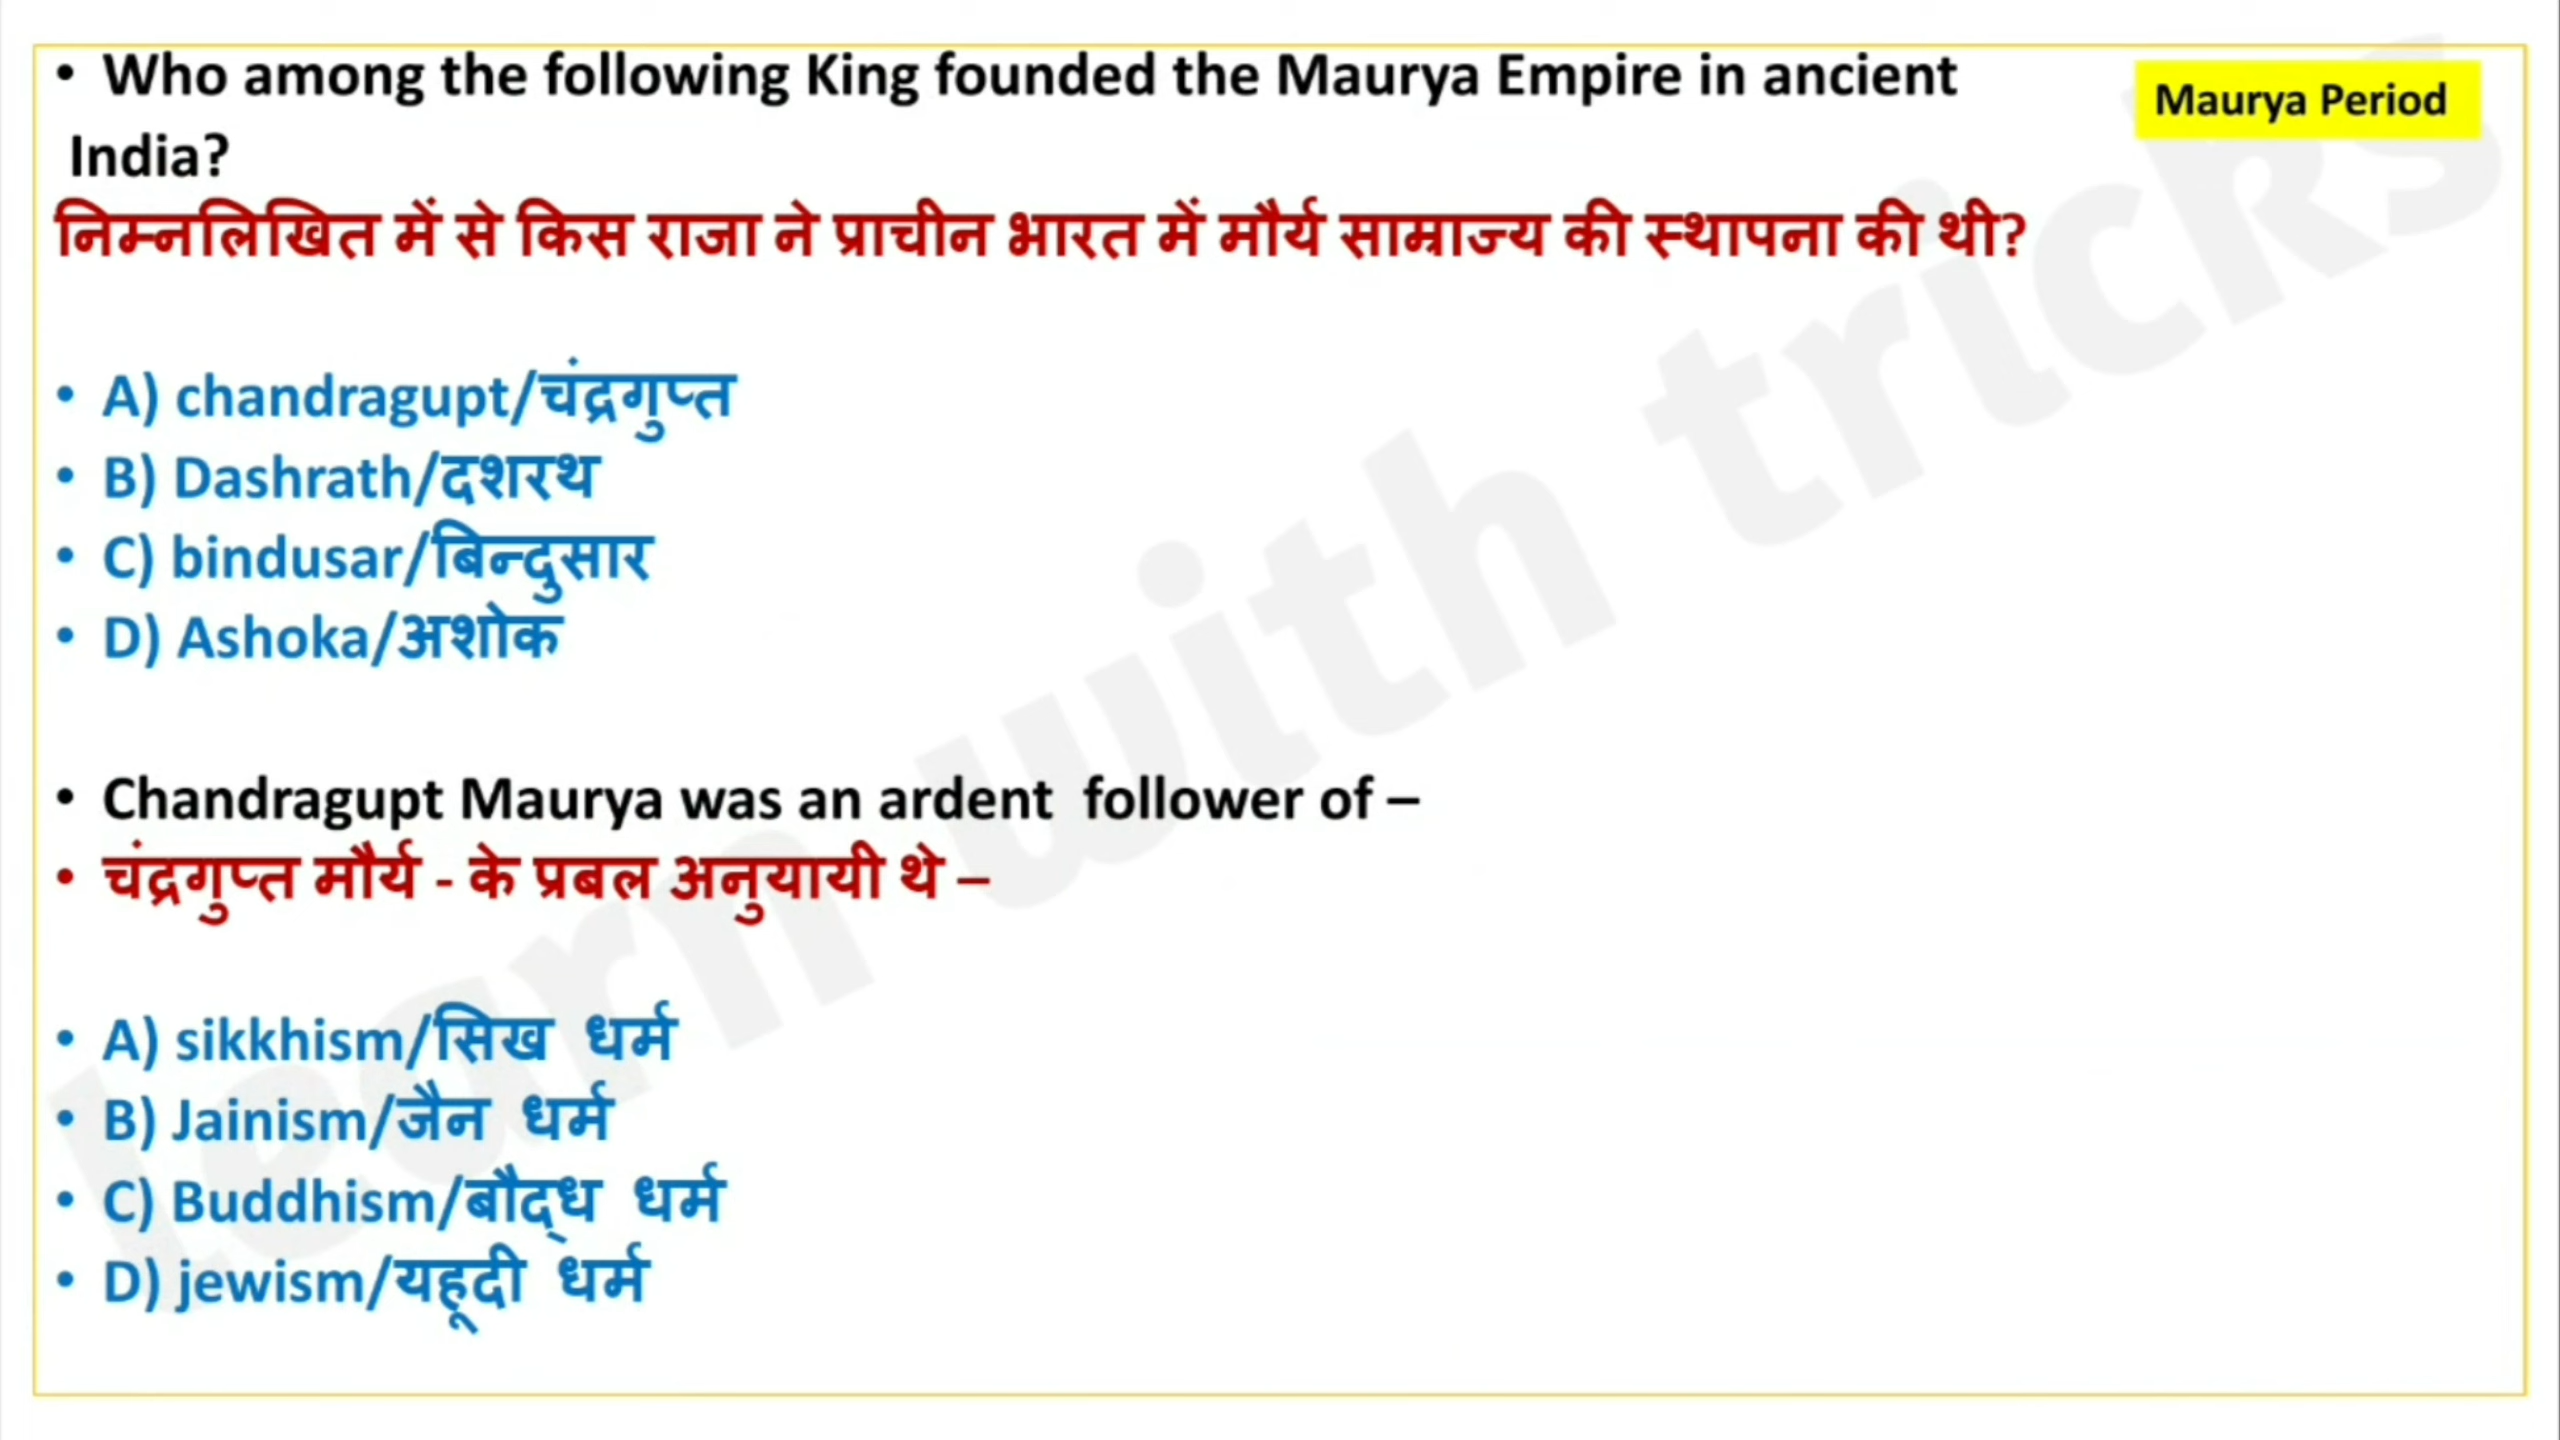 • Who among the following King founded the Maurya Empire in ancient
India?
Maurya Period
निम्नलिखित में से किस राजा ने प्राचीन भारत में मौर्य साम्राज्य की स्थापना की थी?
• A) chandragupt/चंद्रगुप्त
• B) Dashrath/दशरथ
• C) bindusar/बिन्दुसार
• D) Ashoka/अशोक
• Chandragupt Maurya was an ardent follower of –
• चंद्रगुप्त मौर्य - के प्रबल अनुयायी थे –
• A) sikkhism/सिख धर्म
• B) Jainism/जैन धर्म
• C) Buddhism/बौद्ध धर्म
• D) jewism/यहूदी धर्म
learn with tricks